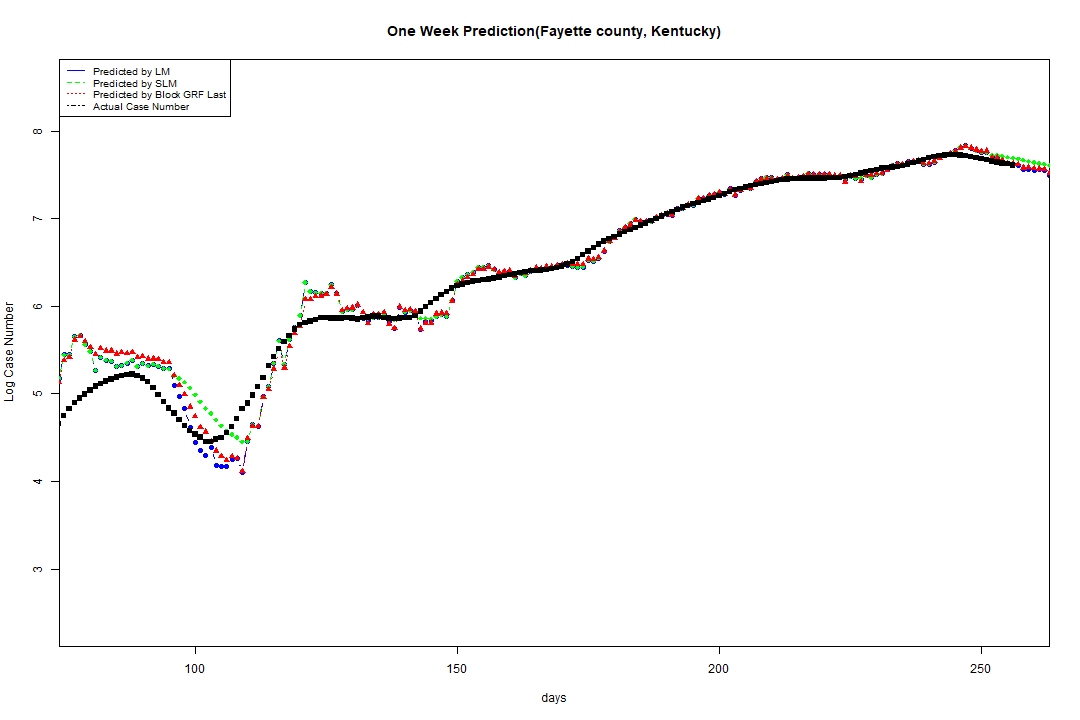 One Week Prediction(Fayette county, Kentucky)
Predicted by LM
Predicted by SLM
Predicted by Block GRF Last
Actual Case Number
8
7
6
5
4
3
Log Case Number
100 150 200 250
days